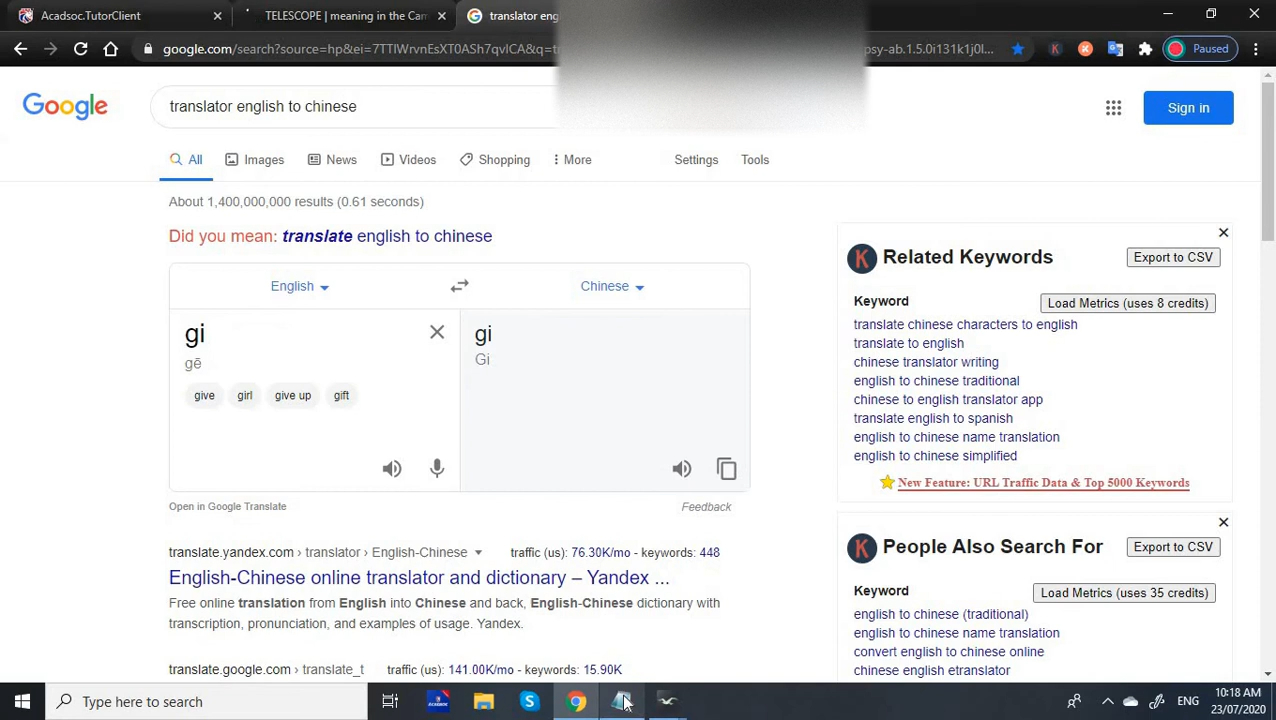 Acadsoc.TutorClient
TELESCOPE | meaning in the Cam
translator eng
google.com/search?source=hp&ei=7TTIWrvnEsXT0ASh7qvlCA&q=tr
psy-ab.1.5.0i131k1j0l...
Paused
Google
translator english to chinese
Sign in
All
Images
News
Videos
Shopping
More
Settings
Tools
About 1,400,000,000 results (0.61 seconds)
Did you mean: translate english to chinese
English
Chinese
gi
gē
give
girl
give up
gift
gi
Gi
Open in Google Translate
Feedback
translate.yandex.com › translator › English-Chinese
traffic (us): 76.30K/mo - keywords: 448
English-Chinese online translator and dictionary – Yandex ...
Free online translation from English into Chinese and back, English-Chinese dictionary with
transcription, pronunciation, and examples of usage. Yandex.
translate.google.com › translate_t
traffic (us): 141.00K/mo - keywords: 15.90K
K
Related Keywords
Export to CSV
Keyword
Load Metrics (uses 8 credits)
translate chinese characters to english
translate to english
chinese translator writing
english to chinese traditional
chinese to english translator app
translate english to spanish
english to chinese name translation
english to chinese simplified
New Feature: URL Traffic Data & Top 5000 Keywords
K
People Also Search For
Export to CSV
Keyword
Load Metrics (uses 35 credits)
english to chinese (traditional)
english to chinese name translation
convert english to chinese online
chinese english etranslator
Type here to search
ENG
10:18 AM
23/07/2020